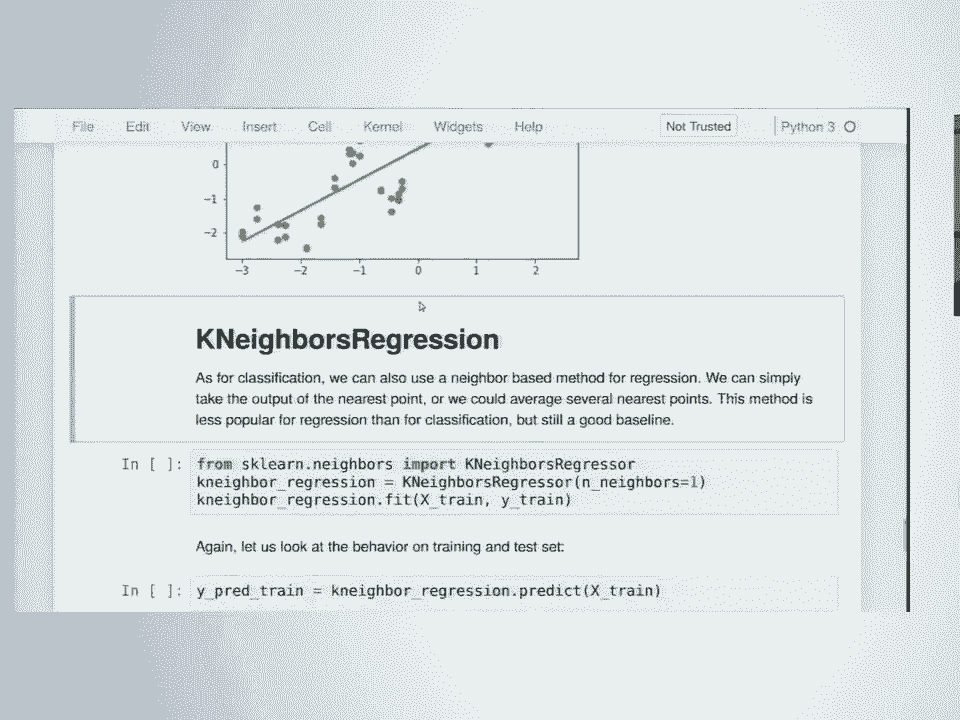 File Edit View Insert Cell Kernel Widgets Help Not Trusted Python 3
0
−1
−2
−3 −2 −1 0 1 2
KNeighborsRegression
As for classification, we can also use a neighbor based method for regression. We can simply
take the output of the nearest point, or we could average several nearest points. This method is
less popular for regression than for classification, but still a good baseline.
In [ ]: from sklearn.neighbors import KNeighborsRegressor
kneighbor_regression = KNeighborsRegressor(n_neighbors=1)
kneighbor_regression.fit(X_train, y_train)
Again, let us look at the behavior on training and test set:
In [ ]: y_pred_train = kneighbor_regression.predict(X_train)